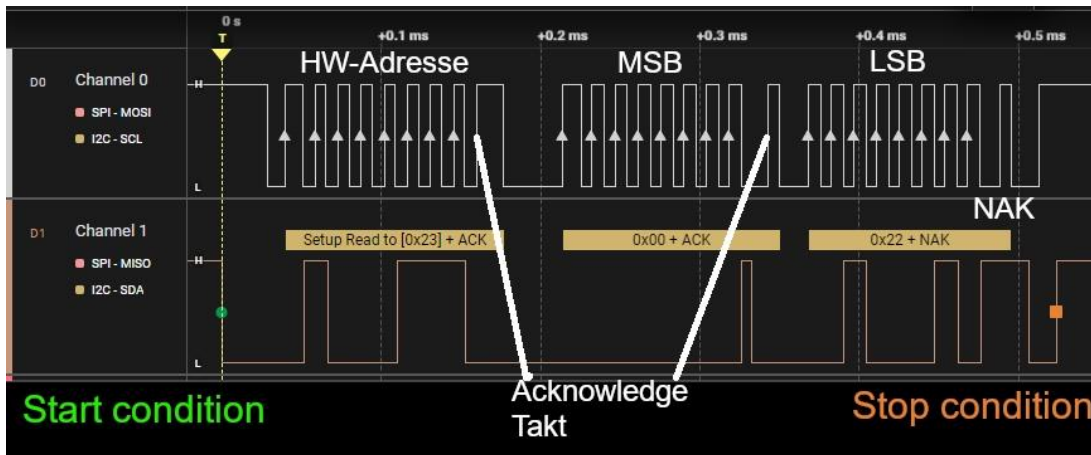 0 s
T
+0.1 ms
+0.2 ms
+0.3 ms
+0.4 ms
+0.5 ms
HW-Adresse
MSB
LSB
D0
Channel 0
SPI - MOSI
I2C - SCL
H
L
NAK
D1
Channel 1
SPI - MISO
I2C - SDA
H
L
Setup Read to [0x23] + ACK
0x00 + ACK
0x22 + NAK
Start condition
Acknowledge
Takt
Stop condition